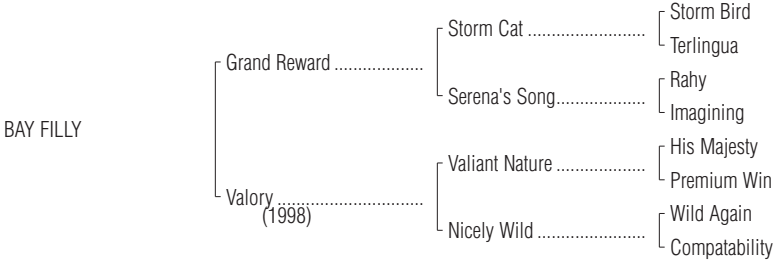 Storm Bird
Storm Cat .........................
Terlingua
Grand Reward ...................
Rahy
Serena's Song...................
Imagining
BAY FILLY
His Majesty
Valiant Nature ...................
Premium Win
Valory ...............................
(1998)
Wild Again
Nicely Wild .......................
Compatability